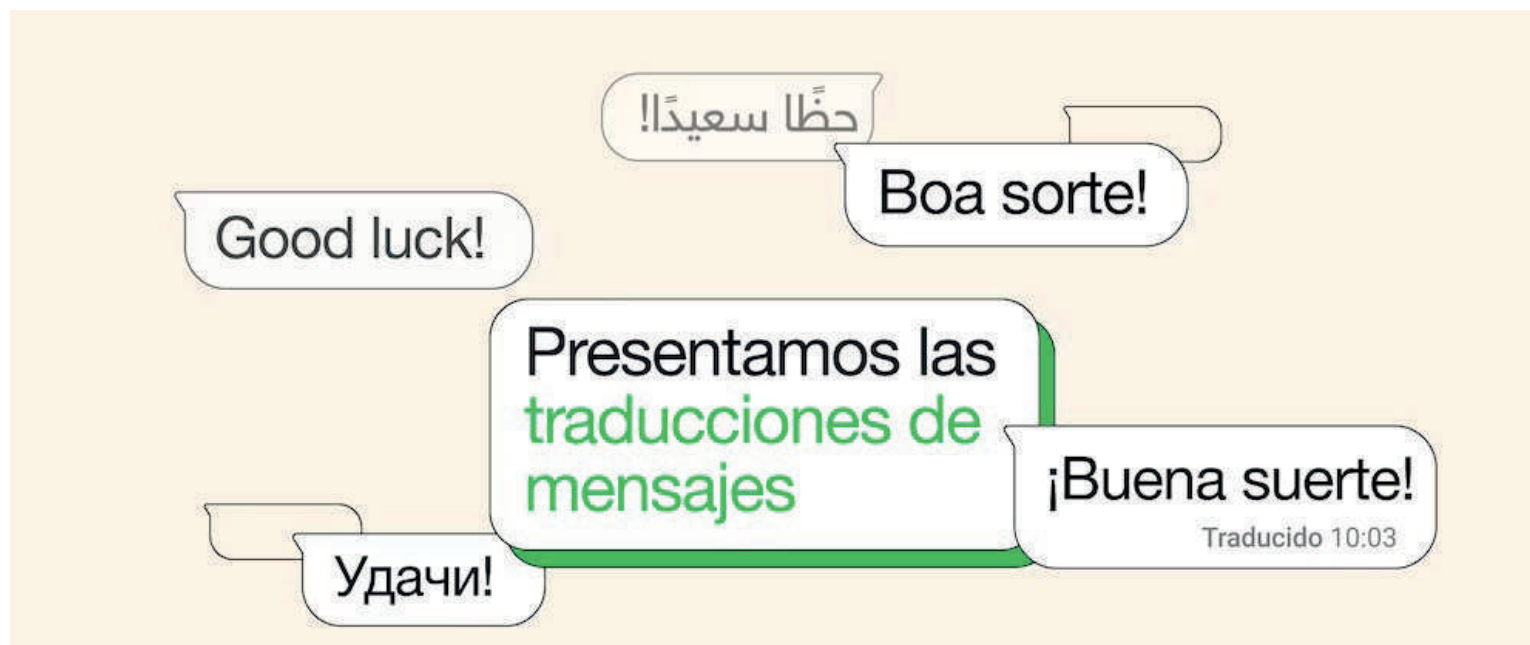 حظًا سعيدًا!
Boa sorte!
Good luck!
Presentamos las
traducciones de
mensajes
¡Buena suerte!
Traducido 10:03
Удачи!